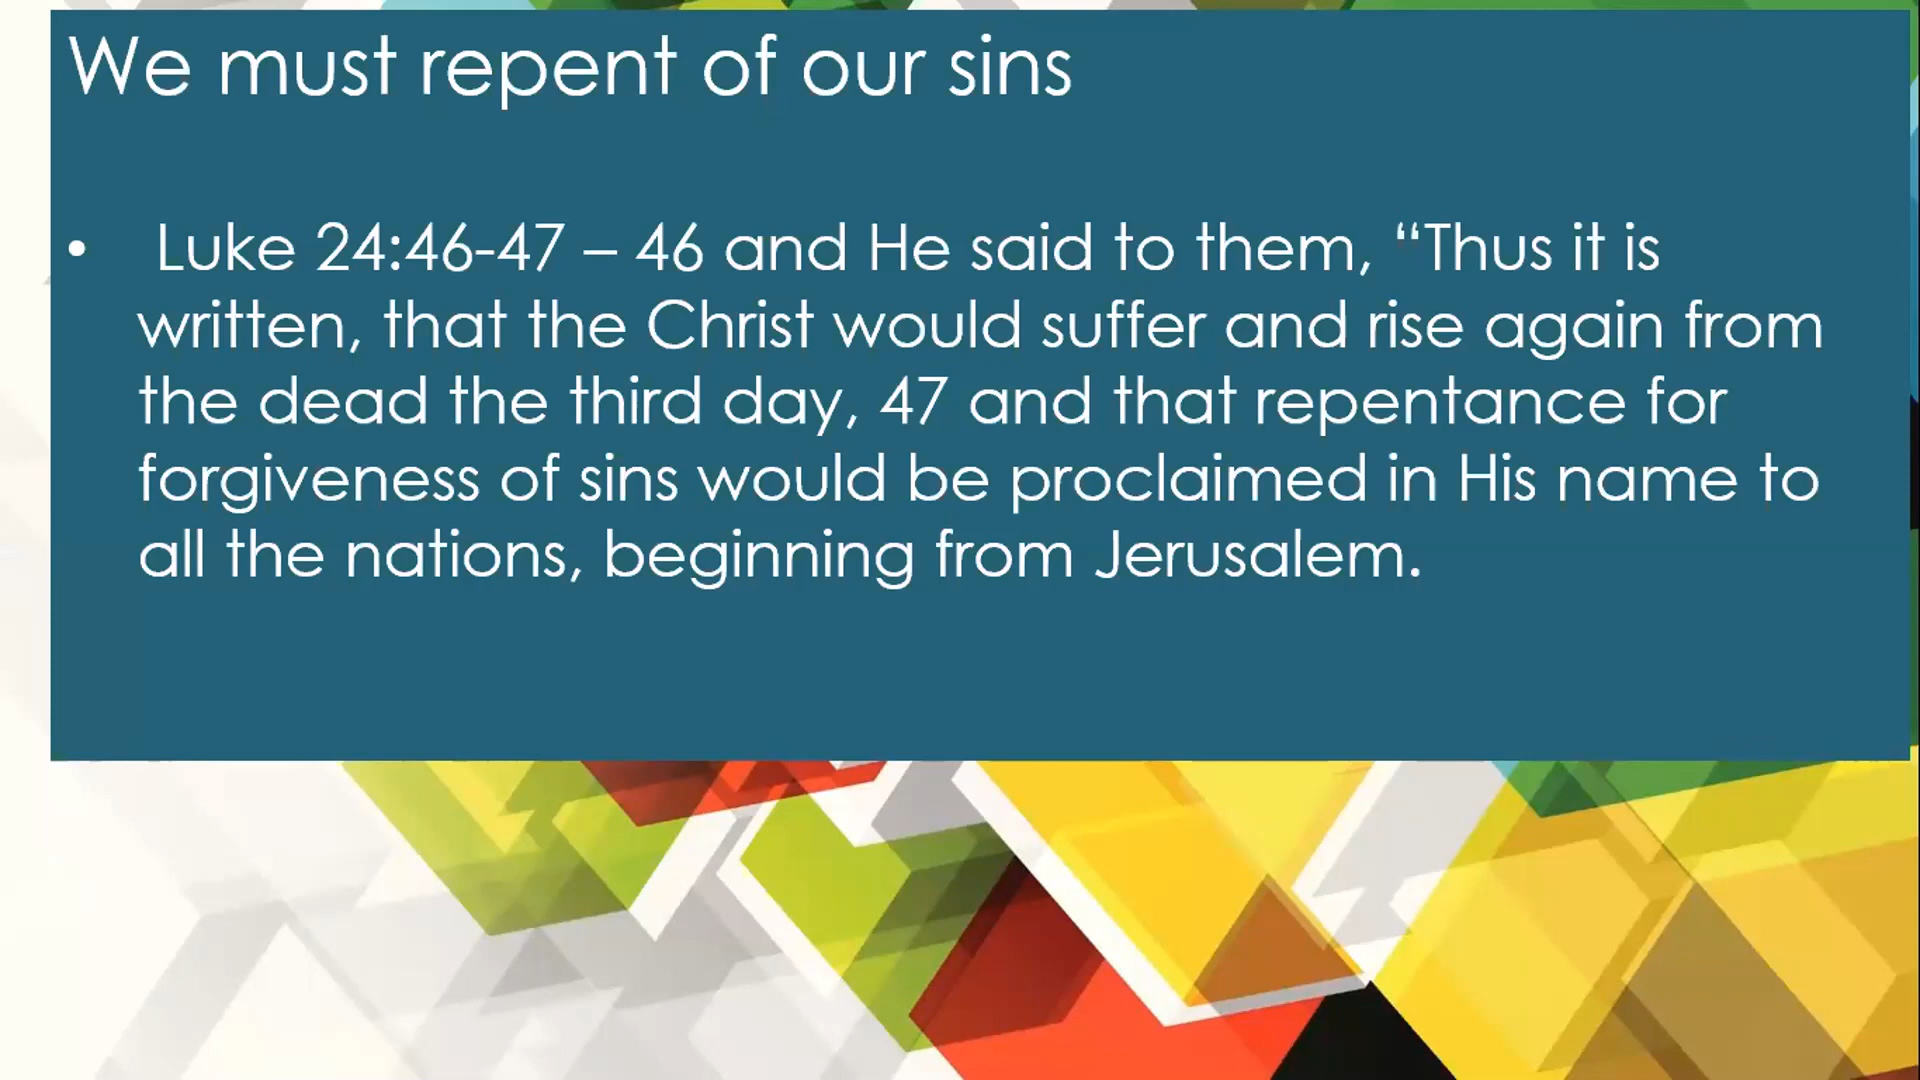 We must repent of our sins
• Luke 24:46-47 – 46 and He said to them, “Thus it is
written, that the Christ would suffer and rise again from
the dead the third day, 47 and that repentance for
forgiveness of sins would be proclaimed in His name to
all the nations, beginning from Jerusalem.